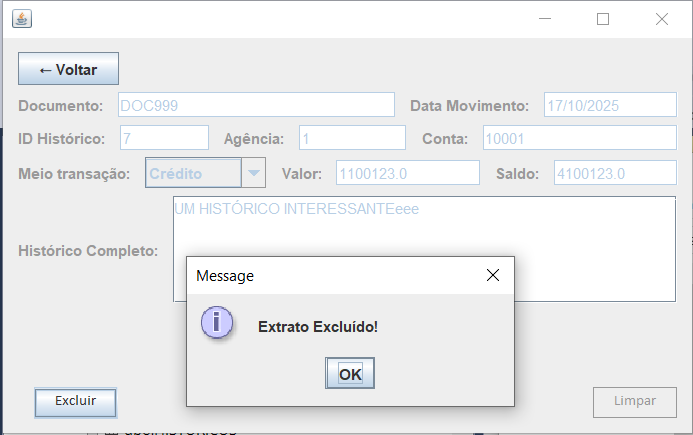 ← Voltar
Documento: DOC999 Data Movimento: 17/10/2025
ID Histórico: 7 Agência: 1 Conta: 10001
Meio transação: Crédito Valor: 1100123.0 Saldo: 4100123.0
UM HISTÓRICO INTERESSANTEeee
Histórico Completo:
Message
Extrato Excluído!
OK
Excluir Limpar